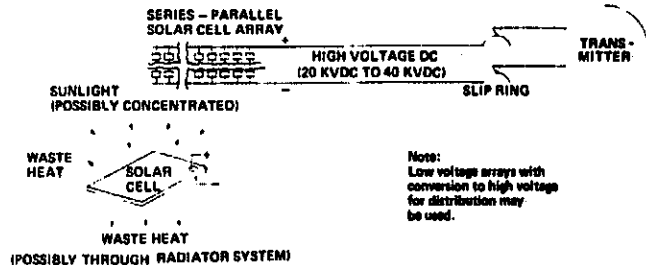 SERIES – PARALLEL
SOLAR CELL ARRAY
+
HIGH VOLTAGE DC
(20 KVDC TO 40 KVDC)
–
TRANS-
MITTER
SLIP RING
SUNLIGHT
(POSSIBLY CONCENTRATED)
WASTE
HEAT
SOLAR
CELL
+
–
WASTE HEAT
(POSSIBLY THROUGH RADIATOR SYSTEM)
Note:
Low voltage arrays with
conversion to high voltage
for distribution may
be used.